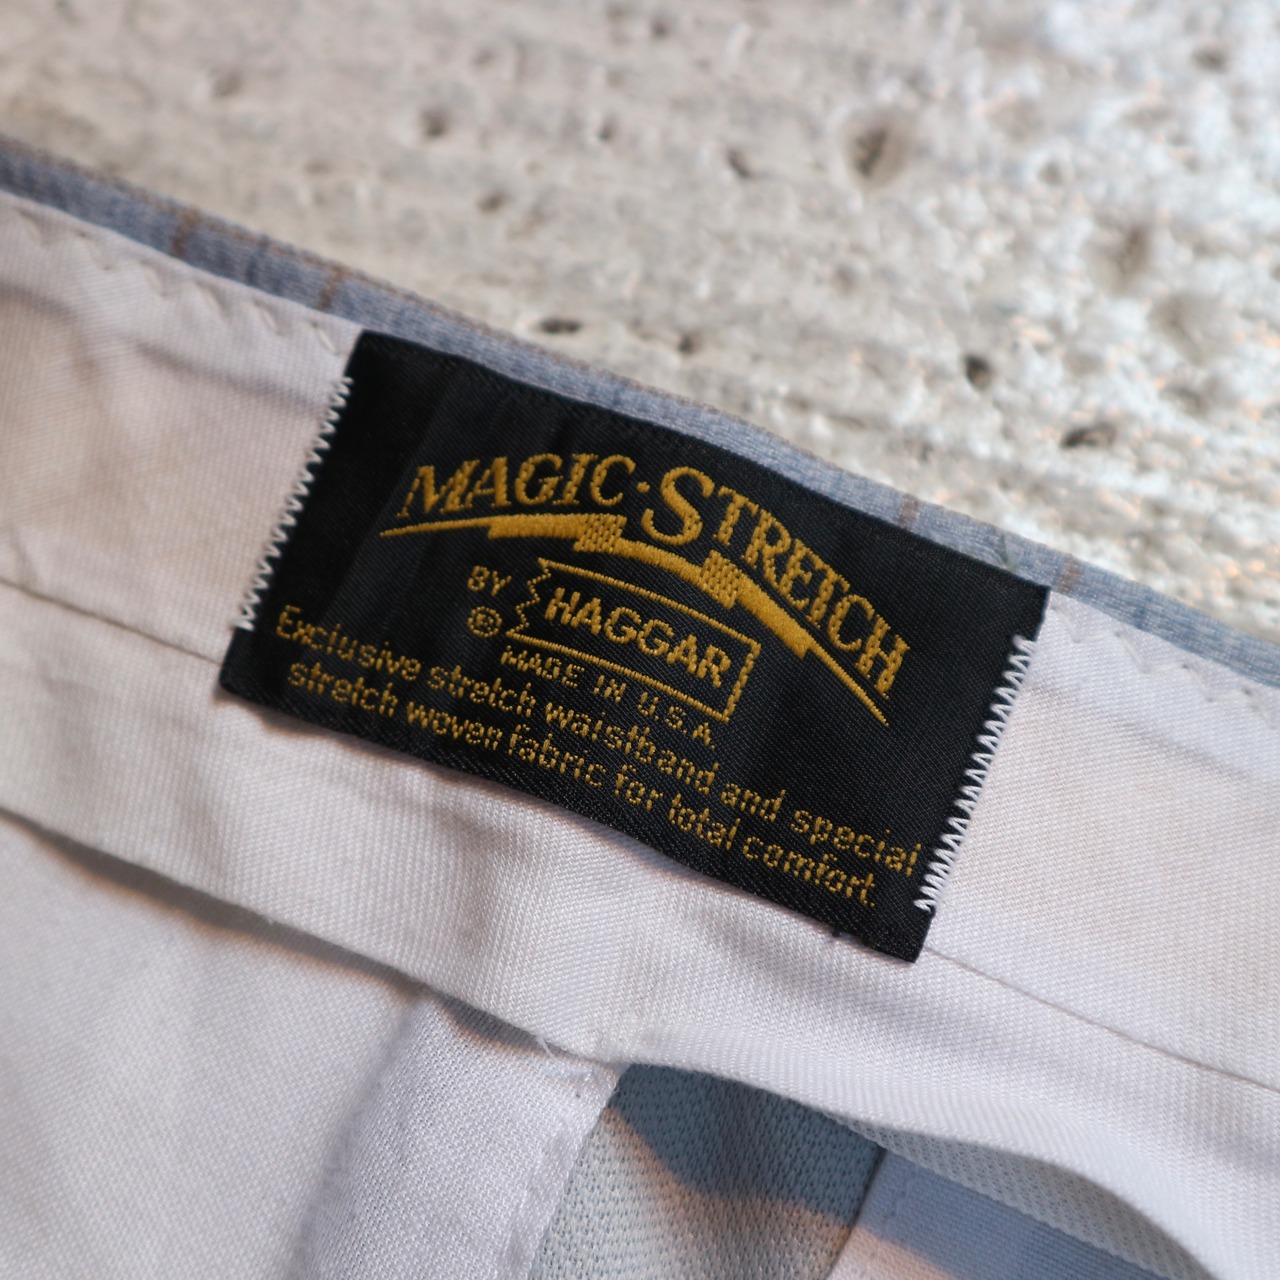 MAGIC·STRETCH
BY HAGGAR
®
MADE IN U.S.A.
Exclusive stretch waistband and special
stretch woven fabric for total comfort.